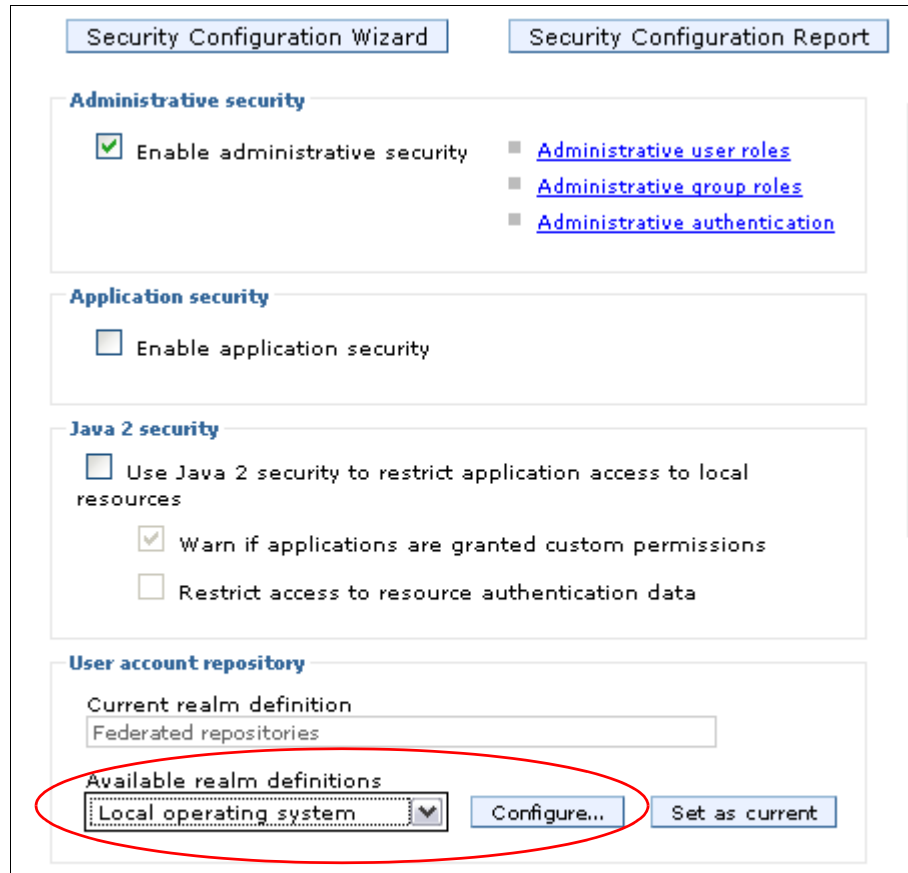 Security Configuration Wizard Security Configuration Report
Administrative security
Enable administrative security
Administrative user roles
Administrative group roles
Administrative authentication
Application security
Enable application security
Java 2 security
Use Java 2 security to restrict application access to local
resources
Warn if applications are granted custom permissions
Restrict access to resource authentication data
User account repository
Current realm definition
Federated repositories
Available realm definitions
Local operating system Configure... Set as current